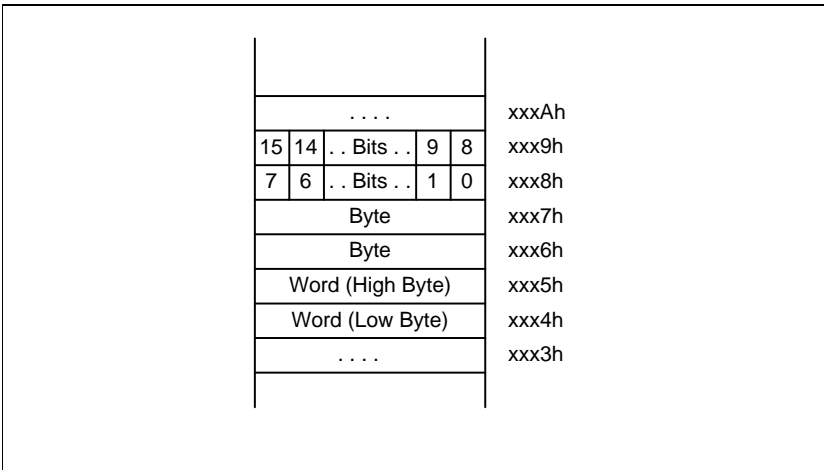 . . . . xxxAh
15 14 . . Bits . . 9 8 xxx9h
7 6 . . Bits . . 1 0 xxx8h
Byte xxx7h
Byte xxx6h
Word (High Byte) xxx5h
Word (Low Byte) xxx4h
. . . . xxx3h